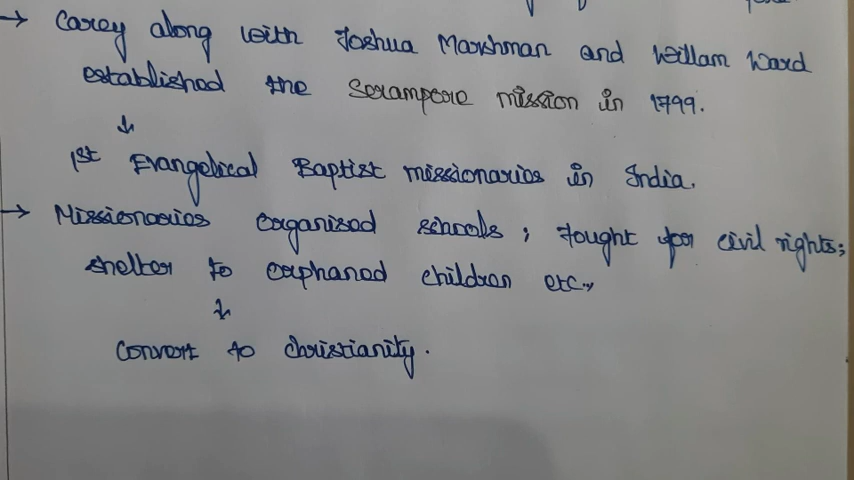 → Carey along with Joshua Marshman and Willam Ward
established the Serampore mission in 1799.
↓
1st Evangelical Baptist missionaries in India.
→ Missionaries organised schools; fought for civil rights;
shelter to orphaned children etc.,
↓
Convert to Christianity.